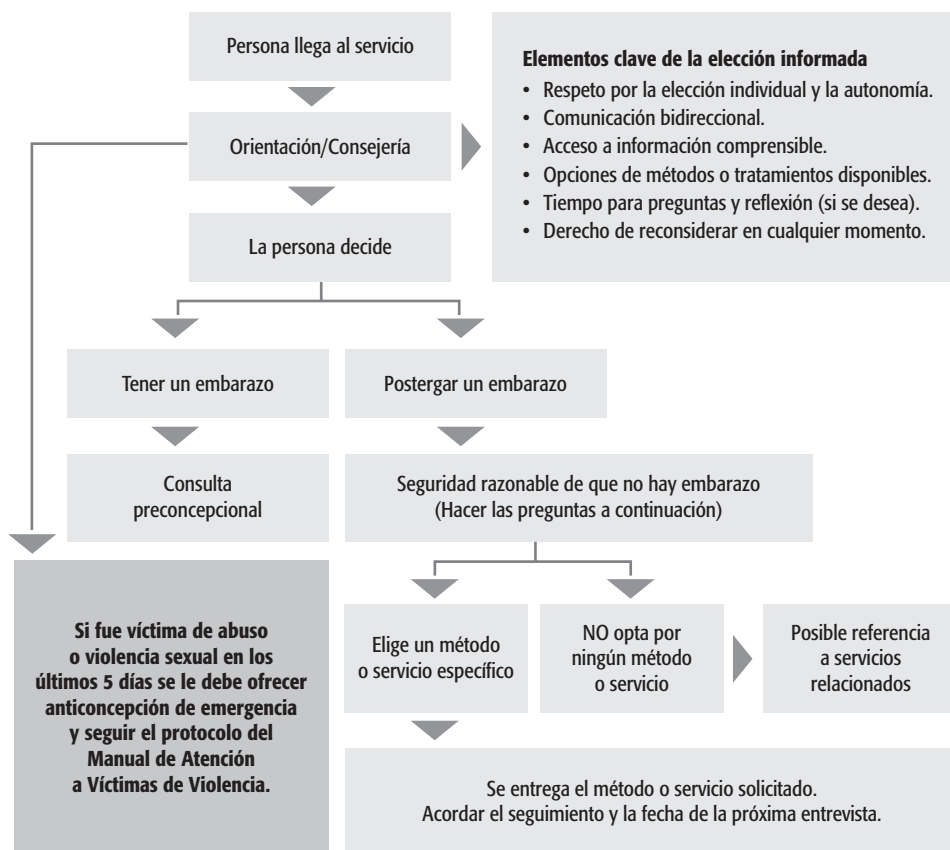 Persona llega al servicio
Elementos clave de la elección informada
• Respeto por la elección individual y la autonomía.
• Comunicación bidireccional.
• Acceso a información comprensible.
• Opciones de métodos o tratamientos disponibles.
• Tiempo para preguntas y reflexión (si se desea).
• Derecho de reconsiderar en cualquier momento.
Orientación/Consejería
La persona decide
Tener un embarazo
Postergar un embarazo
Consulta
preconcepcional
Seguridad razonable de que no hay embarazo
(Hacer las preguntas a continuación)
Si fue víctima de abuso
o violencia sexual en los
últimos 5 días se le debe ofrecer
anticoncepción de emergencia
y seguir el protocolo del
Manual de Atención
a Víctimas de Violencia.
Elige un método
o servicio específico
NO opta por
ningún método
o servicio
Posible referencia
a servicios
relacionados
Se entrega el método o servicio solicitado.
Acordar el seguimiento y la fecha de la próxima entrevista.